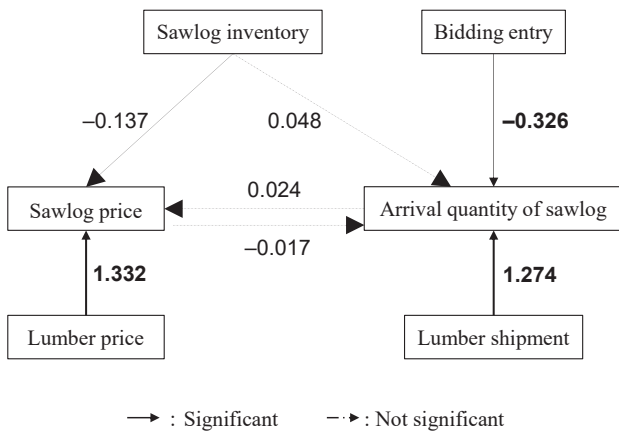 Sawlog inventory
Bidding entry
–0.137
0.048
–0.326
Sawlog price
0.024
Arrival quantity of sawlog
–0.017
1.332
1.274
Lumber price
Lumber shipment
: Significant
: Not significant